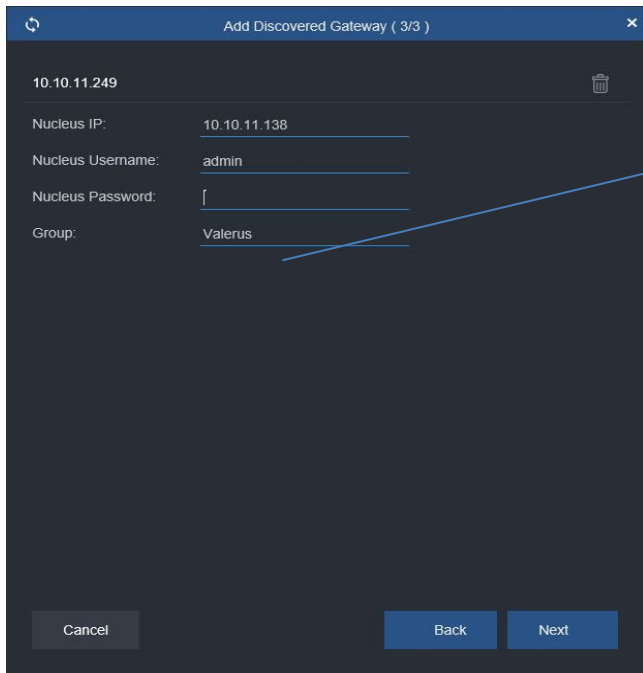 Add Discovered Gateway ( 3/3 )
10.10.11.249
Nucleus IP: 10.10.11.138
Nucleus Username: admin
Nucleus Password:
Group: Valerus
Cancel Back Next